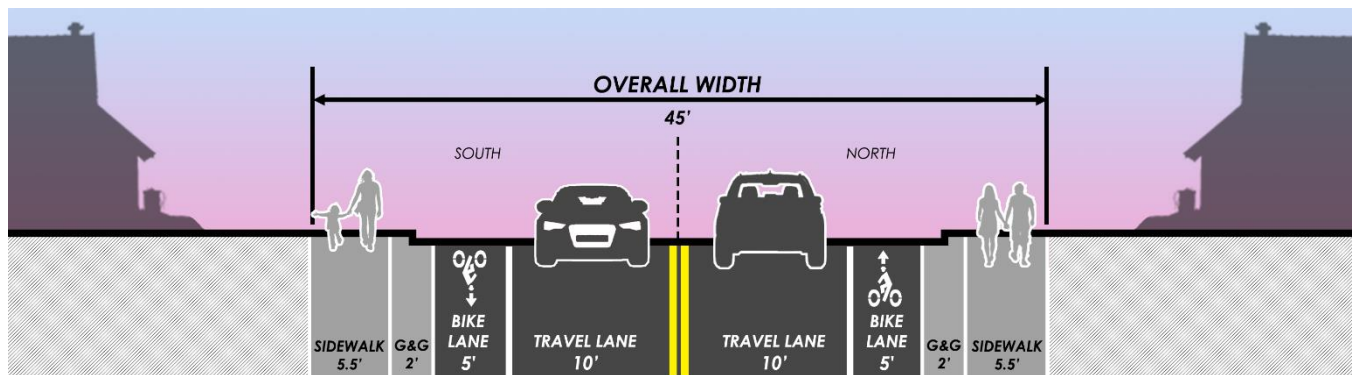 OVERALL WIDTH
45'
SOUTH
NORTH
SIDEWALK
5.5'
G&G
2'
BIKE
LANE
5'
TRAVEL LANE
10'
TRAVEL LANE
10'
BIKE
LANE
5'
G&G
2'
SIDEWALK
5.5'